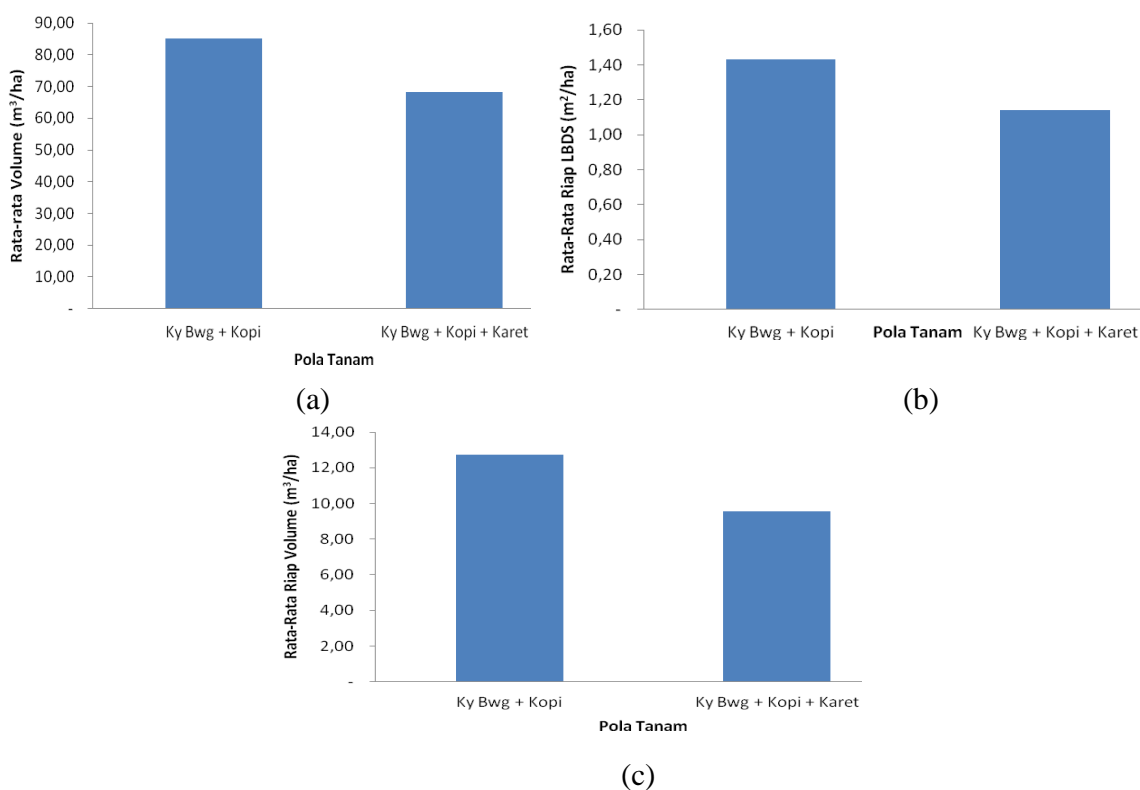 Rata-rata Volume (m³/ha)
90,00
80,00
70,00
60,00
50,00
40,00
30,00
20,00
10,00
-
Ky Bwg + Kopi
Ky Bwg + Kopi + Karet
Pola Tanam
(a)
Rata-Rata Riap LBDS (m²/ha)
1,60
1,40
1,20
1,00
0,80
0,60
0,40
0,20
-
Ky Bwg + Kopi
Pola Tanam
Ky Bwg + Kopi + Karet
(b)
Rata-Rata Riap Volume (m³/ha)
14,00
12,00
10,00
8,00
6,00
4,00
2,00
-
Ky Bwg + Kopi
Ky Bwg + Kopi + Karet
Pola Tanam
(c)